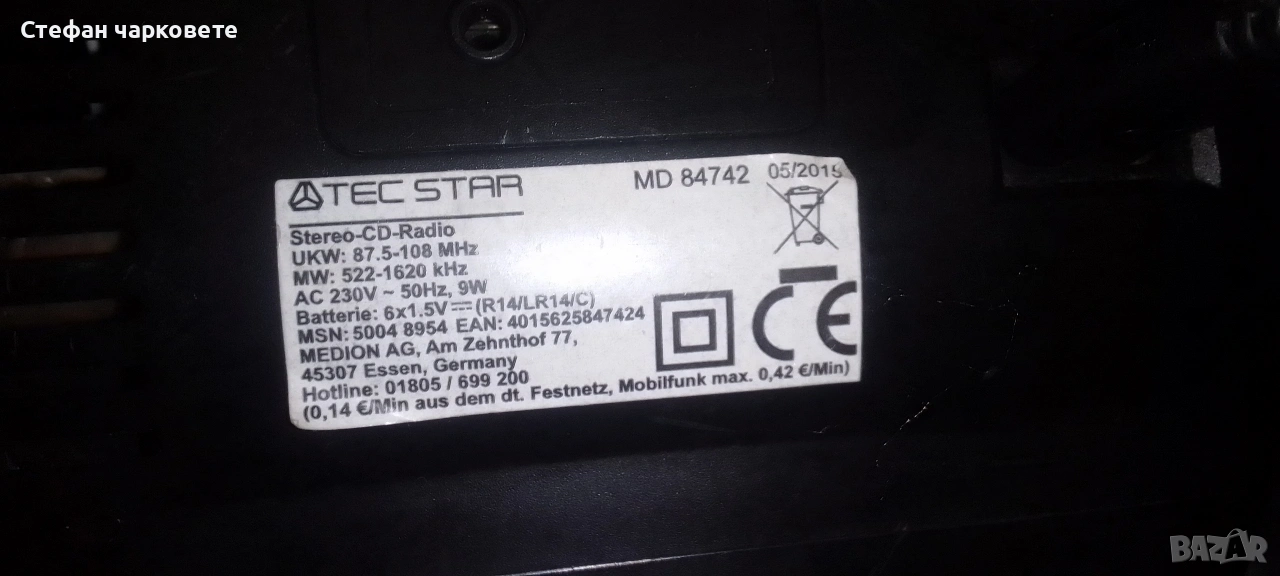 Стефан чарковете
TEC STAR
MD 84742
05/2015
Stereo-CD-Radio
UKW: 87.5-108 MHz
MW: 522-1620 kHz
AC 230V ~ 50Hz, 9W
Batterie: 6x1.5V⎓(R14/LR14/C)
MSN: 5004 8954 EAN: 4015625847424
MEDION AG, Am Zehnthof 77,
45307 Essen, Germany
Hotline: 01805 / 699 200
(0,14 €/Min aus dem dt. Festnetz, Mobilfunk max. 0,42 €/Min)
CE
BAZAR